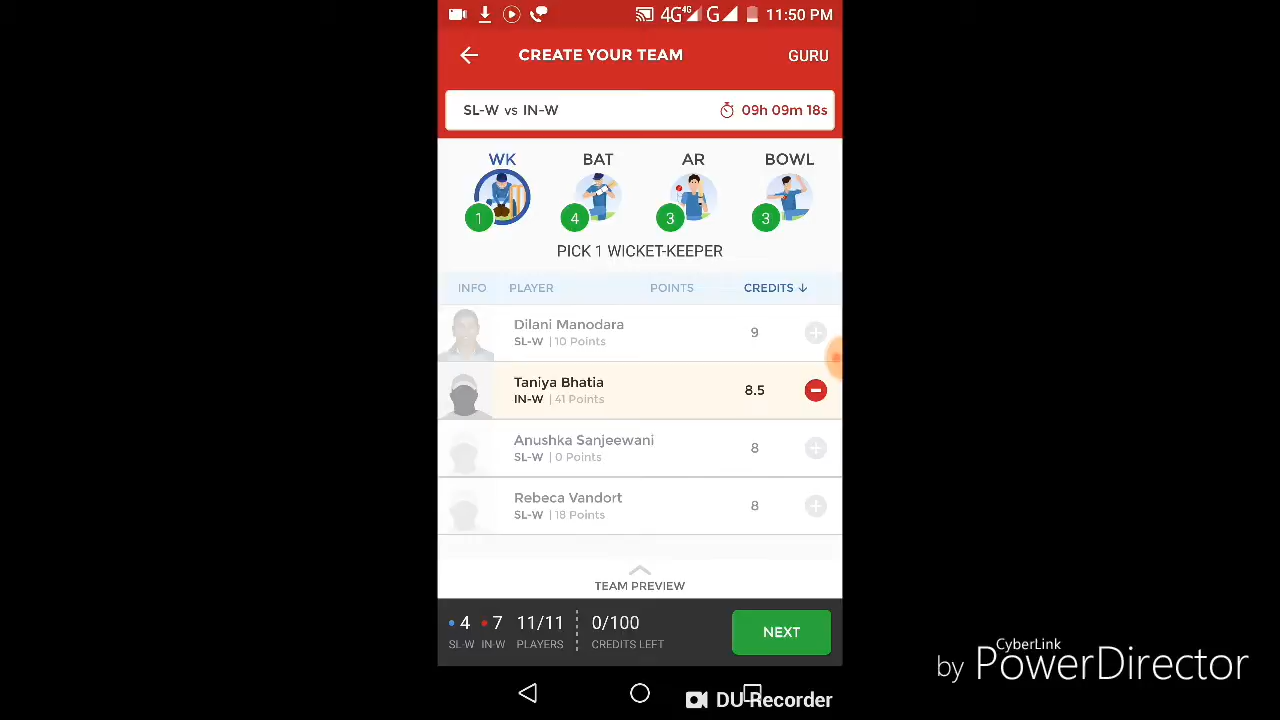 4G 4G G 11:50 PM
CREATE YOUR TEAM GURU
SL-W vs IN-W 09h 09m 18s
WK BAT AR BOWL
1 4 3 3
PICK 1 WICKET-KEEPER
INFO PLAYER POINTS CREDITS ↓
Dilani Manodara
SL-W | 10 Points 9
Taniya Bhatia
IN-W | 41 Points 8.5
Anushka Sanjeewani
SL-W | 0 Points 8
Rebeca Vandort
SL-W | 18 Points 8
TEAM PREVIEW
4 7 11/11 0/100 NEXT
SL-W IN-W PLAYERS CREDITS LEFT
DU Recorder
CyberLink
by PowerDirector